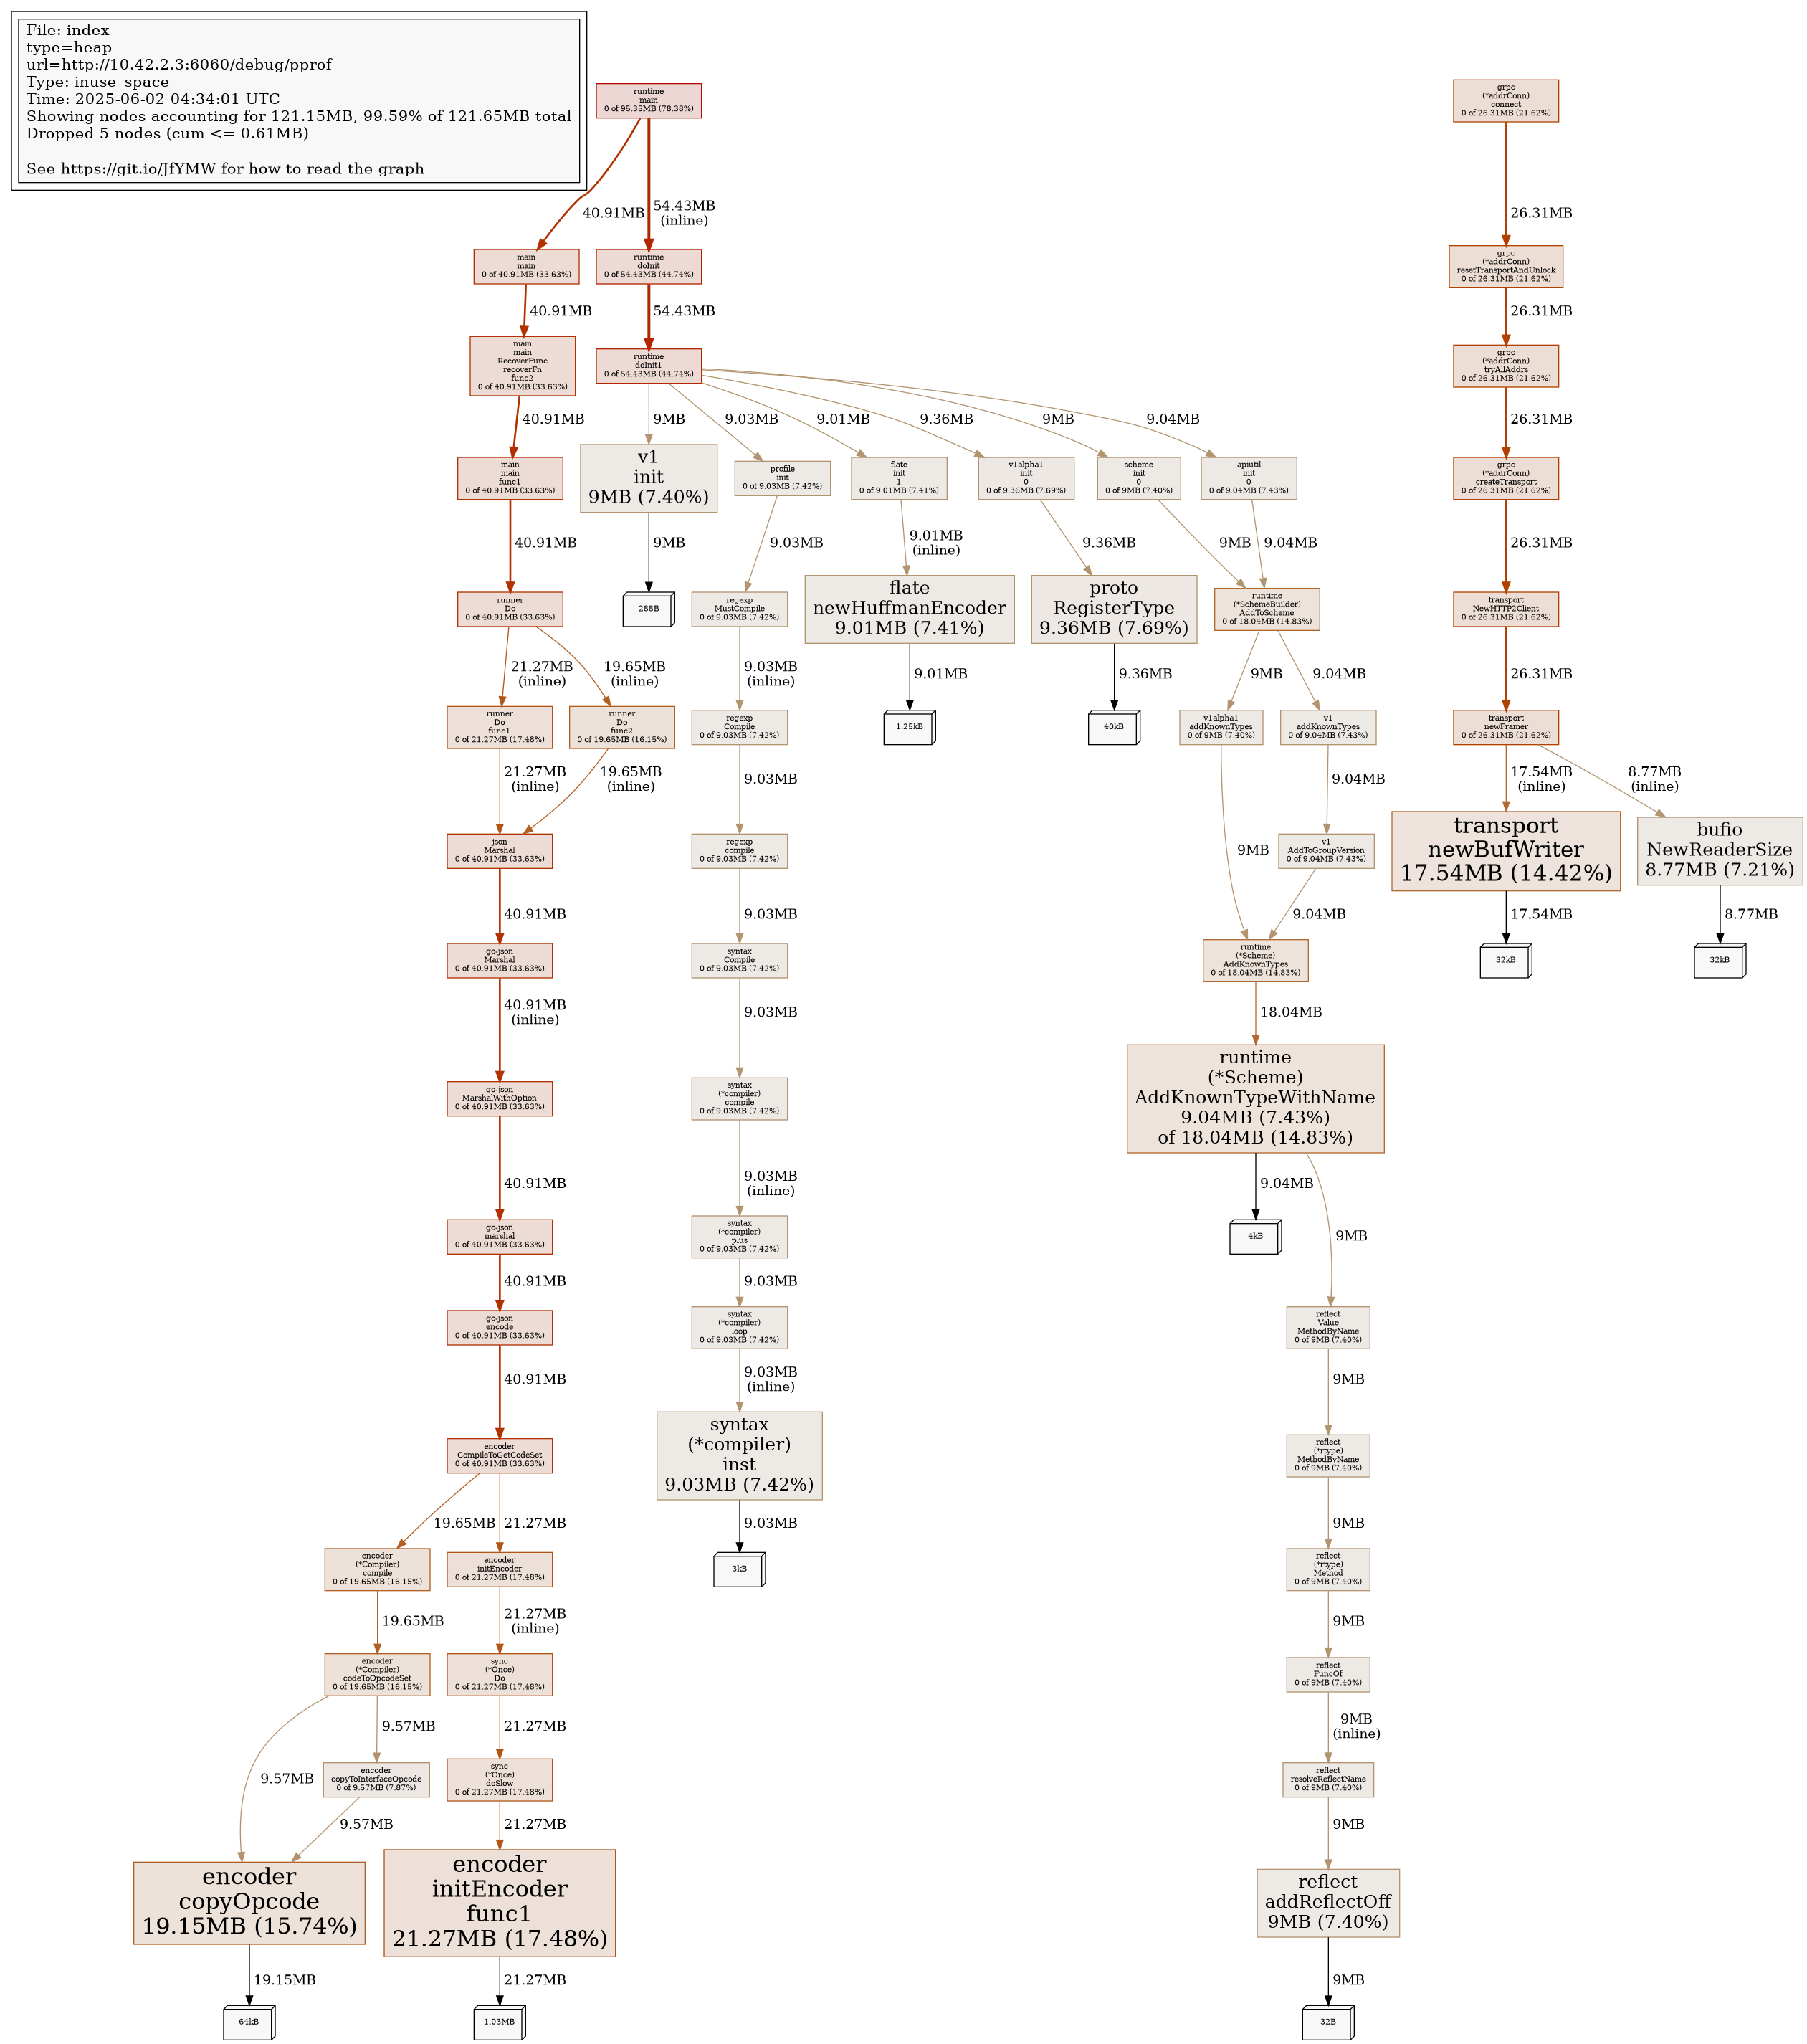 File: index
type=heap
url=http://10.42.2.3:6060/debug/pprof
Type: inuse_space
Time: 2025-06-02 04:34:01 UTC
Showing nodes accounting for 121.15MB, 99.59% of 121.65MB total
Dropped 5 nodes (cum <= 0.61MB)
See https://git.io/JfYMW for how to read the graph
runtime
main
0 of 95.35MB (78.38%)
grpc
(*addrConn)
connect
0 of 26.31MB (21.62%)
40.91MB
54.43MB
(inline)
26.31MB
main
main
0 of 40.91MB (33.63%)
runtime
doInit
0 of 54.43MB (44.74%)
grpc
(*addrConn)
resetTransportAndUnlock
0 of 26.31MB (21.62%)
40.91MB
54.43MB
26.31MB
main
main
RecoverFunc
recoverFn
func2
0 of 40.91MB (33.63%)
runtime
doInit1
0 of 54.43MB (44.74%)
grpc
(*addrConn)
tryAllAddrs
0 of 26.31MB (21.62%)
40.91MB
9MB
9.03MB
9.01MB
9.36MB
9MB
9.04MB
26.31MB
main
main
func1
0 of 40.91MB (33.63%)
v1
init
9MB (7.40%)
profile
init
0 of 9.03MB (7.42%)
flate
init
1
0 of 9.01MB (7.41%)
v1alpha1
init
0
0 of 9.36MB (7.69%)
scheme
init
0
0 of 9MB (7.40%)
apiutil
init
0
0 of 9.04MB (7.43%)
grpc
(*addrConn)
createTransport
0 of 26.31MB (21.62%)
40.91MB
9MB
9.03MB
9.01MB
(inline)
9.36MB
9MB
9.04MB
26.31MB
runner
Do
0 of 40.91MB (33.63%)
288B
regexp
MustCompile
0 of 9.03MB (7.42%)
flate
newHuffmanEncoder
9.01MB (7.41%)
proto
RegisterType
9.36MB (7.69%)
runtime
(*SchemeBuilder)
AddToScheme
0 of 18.04MB (14.83%)
transport
NewHTTP2Client
0 of 26.31MB (21.62%)
21.27MB
(inline)
19.65MB
(inline)
9.03MB
(inline)
9.01MB
9.36MB
9MB
9.04MB
26.31MB
runner
Do
func1
0 of 21.27MB (17.48%)
runner
Do
func2
0 of 19.65MB (16.15%)
regexp
Compile
0 of 9.03MB (7.42%)
1.25kB
40kB
v1alpha1
addKnownTypes
0 of 9MB (7.40%)
v1
addKnownTypes
0 of 9.04MB (7.43%)
transport
newFramer
0 of 26.31MB (21.62%)
21.27MB
(inline)
19.65MB
(inline)
9.03MB
9.04MB
17.54MB
(inline)
8.77MB
(inline)
json
Marshal
0 of 40.91MB (33.63%)
regexp
compile
0 of 9.03MB (7.42%)
9MB
v1
AddToGroupVersion
0 of 9.04MB (7.43%)
transport
newBufWriter
17.54MB (14.42%)
bufio
NewReaderSize
8.77MB (7.21%)
40.91MB
9.03MB
9.04MB
17.54MB
8.77MB
go-json
Marshal
0 of 40.91MB (33.63%)
syntax
Compile
0 of 9.03MB (7.42%)
runtime
(*Scheme)
AddKnownTypes
0 of 18.04MB (14.83%)
32kB
32kB
40.91MB
(inline)
9.03MB
18.04MB
go-json
MarshalWithOption
0 of 40.91MB (33.63%)
syntax
(*compiler)
compile
0 of 9.03MB (7.42%)
runtime
(*Scheme)
AddKnownTypeWithName
9.04MB (7.43%)
of 18.04MB (14.83%)
40.91MB
9.03MB
(inline)
9.04MB
9MB
go-json
marshal
0 of 40.91MB (33.63%)
syntax
(*compiler)
plus
0 of 9.03MB (7.42%)
4kB
40.91MB
9.03MB
go-json
encode
0 of 40.91MB (33.63%)
syntax
(*compiler)
loop
0 of 9.03MB (7.42%)
reflect
Value
MethodByName
0 of 9MB (7.40%)
40.91MB
9.03MB
(inline)
9MB
encoder
CompileToGetCodeSet
0 of 40.91MB (33.63%)
syntax
(*compiler)
inst
9.03MB (7.42%)
reflect
(*rtype)
MethodByName
0 of 9MB (7.40%)
19.65MB
21.27MB
9.03MB
9MB
encoder
(*Compiler)
compile
0 of 19.65MB (16.15%)
encoder
initEncoder
0 of 21.27MB (17.48%)
3kB
reflect
(*rtype)
Method
0 of 9MB (7.40%)
19.65MB
21.27MB
(inline)
9MB
encoder
(*Compiler)
codeToOpcodeSet
0 of 19.65MB (16.15%)
sync
(*Once)
Do
0 of 21.27MB (17.48%)
reflect
FuncOf
0 of 9MB (7.40%)
9.57MB
9.57MB
21.27MB
9MB
(inline)
encoder
copyToInterfaceOpcode
0 of 9.57MB (7.87%)
sync
(*Once)
doSlow
0 of 21.27MB (17.48%)
reflect
resolveReflectName
0 of 9MB (7.40%)
9.57MB
21.27MB
9MB
encoder
copyOpcode
19.15MB (15.74%)
encoder
initEncoder
func1
21.27MB (17.48%)
reflect
addReflectOff
9MB (7.40%)
19.15MB
21.27MB
9MB
64kB
1.03MB
32B